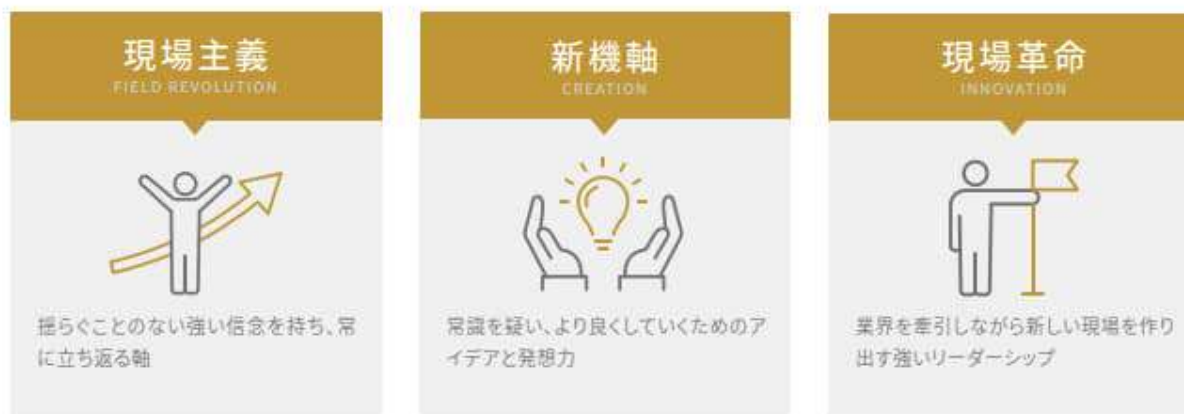 現場主義
FIELD REVOLUTION
揺らぐことのない強い信念を持ち、常
に立ち返る軸
新機軸
CREATION
常識を疑い、より良くしていくためのア
イデアと発想力
現場革命
INNOVATION
業界を牽引しながら新しい現場を作り
出す強いリーダーシップ